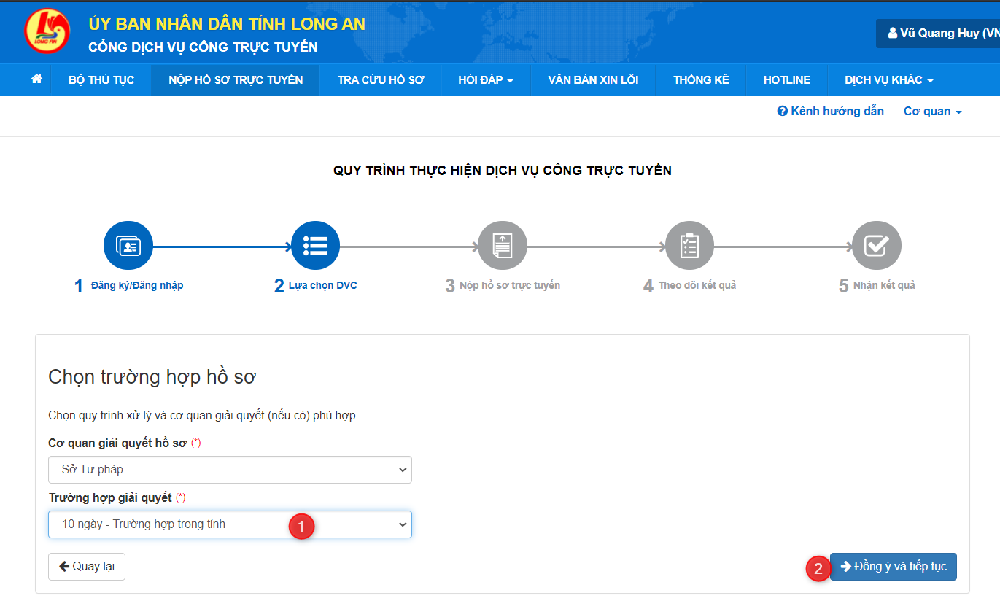 LONG AN
ỦY BAN NHÂN DÂN TỈNH LONG AN
CỔNG DỊCH VỤ CÔNG TRỰC TUYẾN
Vũ Quang Huy (VN
BỘ THỦ TỤC NỘP HỒ SƠ TRỰC TUYẾN TRA CỨU HỒ SƠ HỎI ĐÁP VĂN BẢN XIN LỖI THỐNG KÊ HOTLINE DỊCH VỤ KHÁC
Kênh hướng dẫn Cơ quan
QUY TRÌNH THỰC HIỆN DỊCH VỤ CÔNG TRỰC TUYẾN
1 Đăng ký/Đăng nhập 2 Lựa chọn DVC 3 Nộp hồ sơ trực tuyến 4 Theo dõi kết quả 5 Nhận kết quả
Chọn trường hợp hồ sơ
Chọn quy trình xử lý và cơ quan giải quyết (nếu có) phù hợp
Cơ quan giải quyết hồ sơ (*)
Sở Tư pháp
Trường hợp giải quyết (*)
10 ngày - Trường hợp trong tỉnh 1
Quay lại 2 Đồng ý và tiếp tục